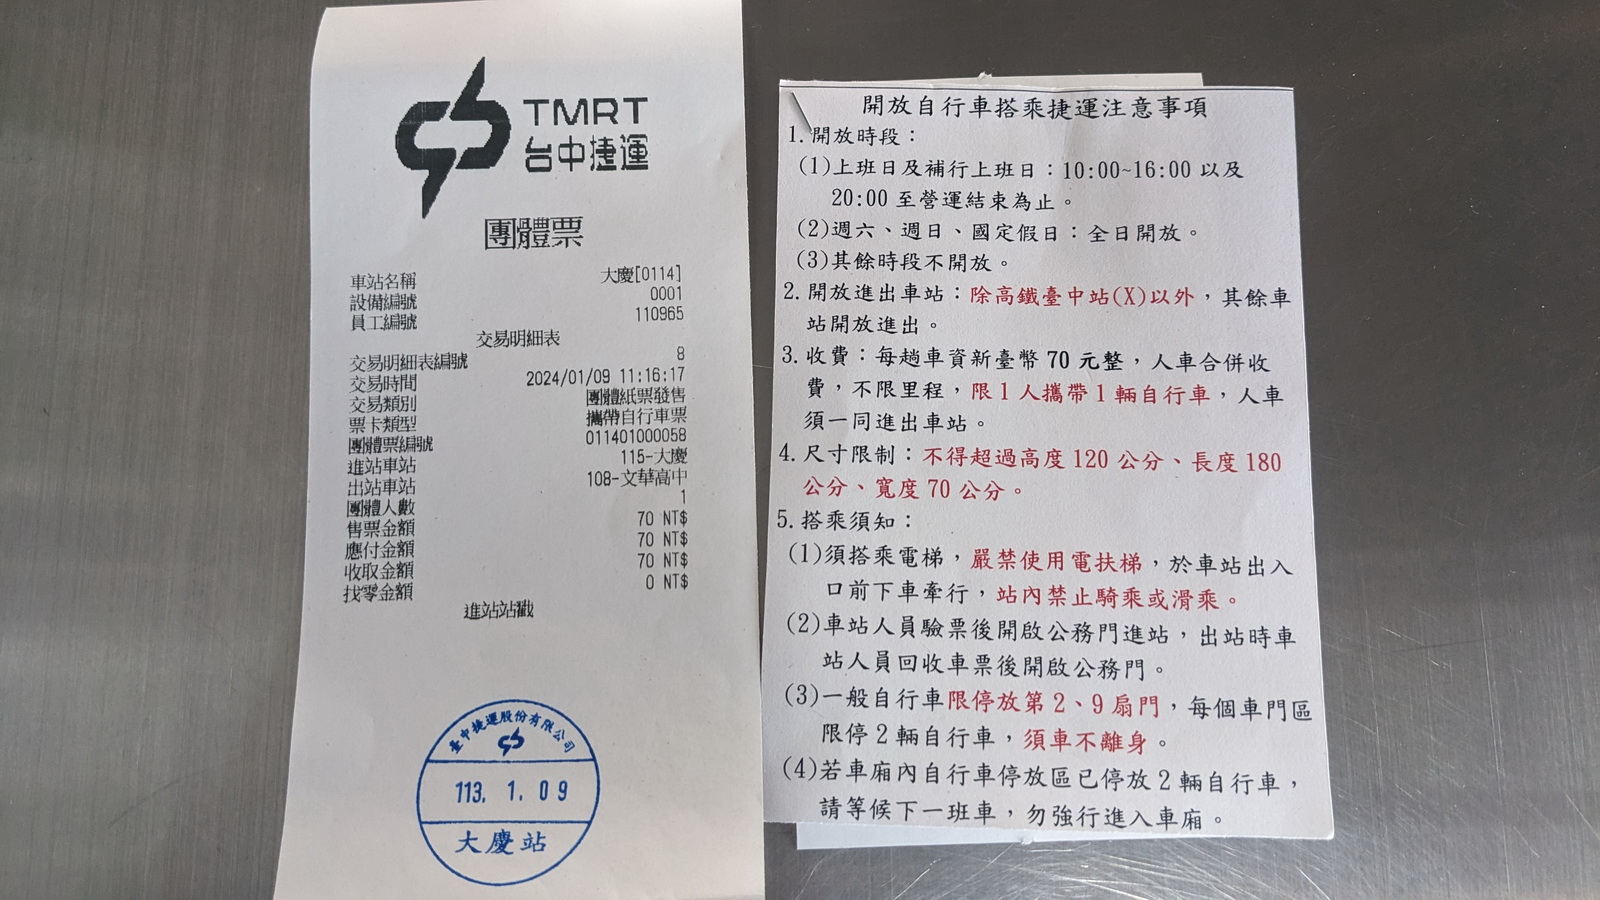 TMRT
台中捷運
團體票
車站名稱 大慶[0114]
設備編號 0001
員工編號 110965
交易明細表
交易明細表編號 8
交易時間 2024/01/09 11:16:17
交易類別 團體紙票發售
票卡類型 攜帶自行車票
團體票編號 011401000058
進站車站 115-大慶
出站車站 108-文華高中
團體人數 1
售票金額 70 NT$
應付金額 70 NT$
收取金額 70 NT$
找零金額 0 NT$
進站站戳
臺中捷運股份有限公司
113. 1. 09
大慶站
開放自行車搭乘捷運注意事項
1.開放時段：
(1)上班日及補行上班日：10:00~16:00 以及
20:00 至營運結束為止。
(2)週六、週日、國定假日：全日開放。
(3)其餘時段不開放。
2.開放進出車站：除高鐵臺中站(X)以外，其餘車
站開放進出。
3.收費：每趟車資新臺幣 70 元整，人車合併收
費，不限里程，限 1 人攜帶 1 輛自行車，人車
須一同進出車站。
4.尺寸限制：不得超過高度 120 公分、長度 180
公分、寬度 70 公分。
5.搭乘須知：
(1)須搭乘電梯，嚴禁使用電扶梯，於車站出入
口前下車牽行，站內禁止騎乘或滑乘。
(2)車站人員驗票後開啟公務門進站，出站時車
站人員回收車票後開啟公務門。
(3)一般自行車限停放第 2、9 扇門，每個車門區
限停 2 輛自行車，須車不離身。
(4)若車廂內自行車停放區已停放 2 輛自行車，
請等候下一班車，勿強行進入車廂。